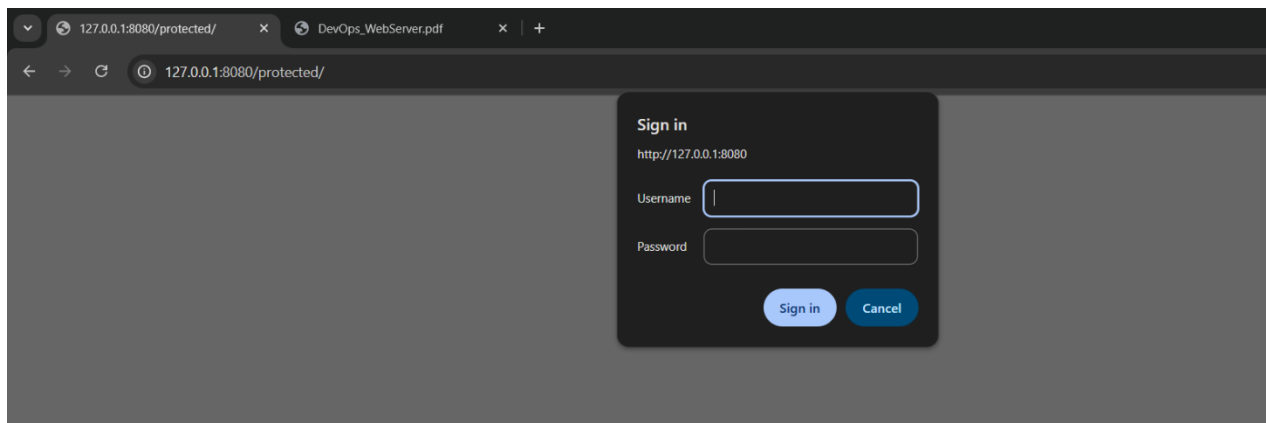 127.0.0.1:8080/protected/
DevOps_WebServer.pdf
127.0.0.1:8080/protected/
Sign in
http://127.0.0.1:8080
Username
Password
Sign in Cancel